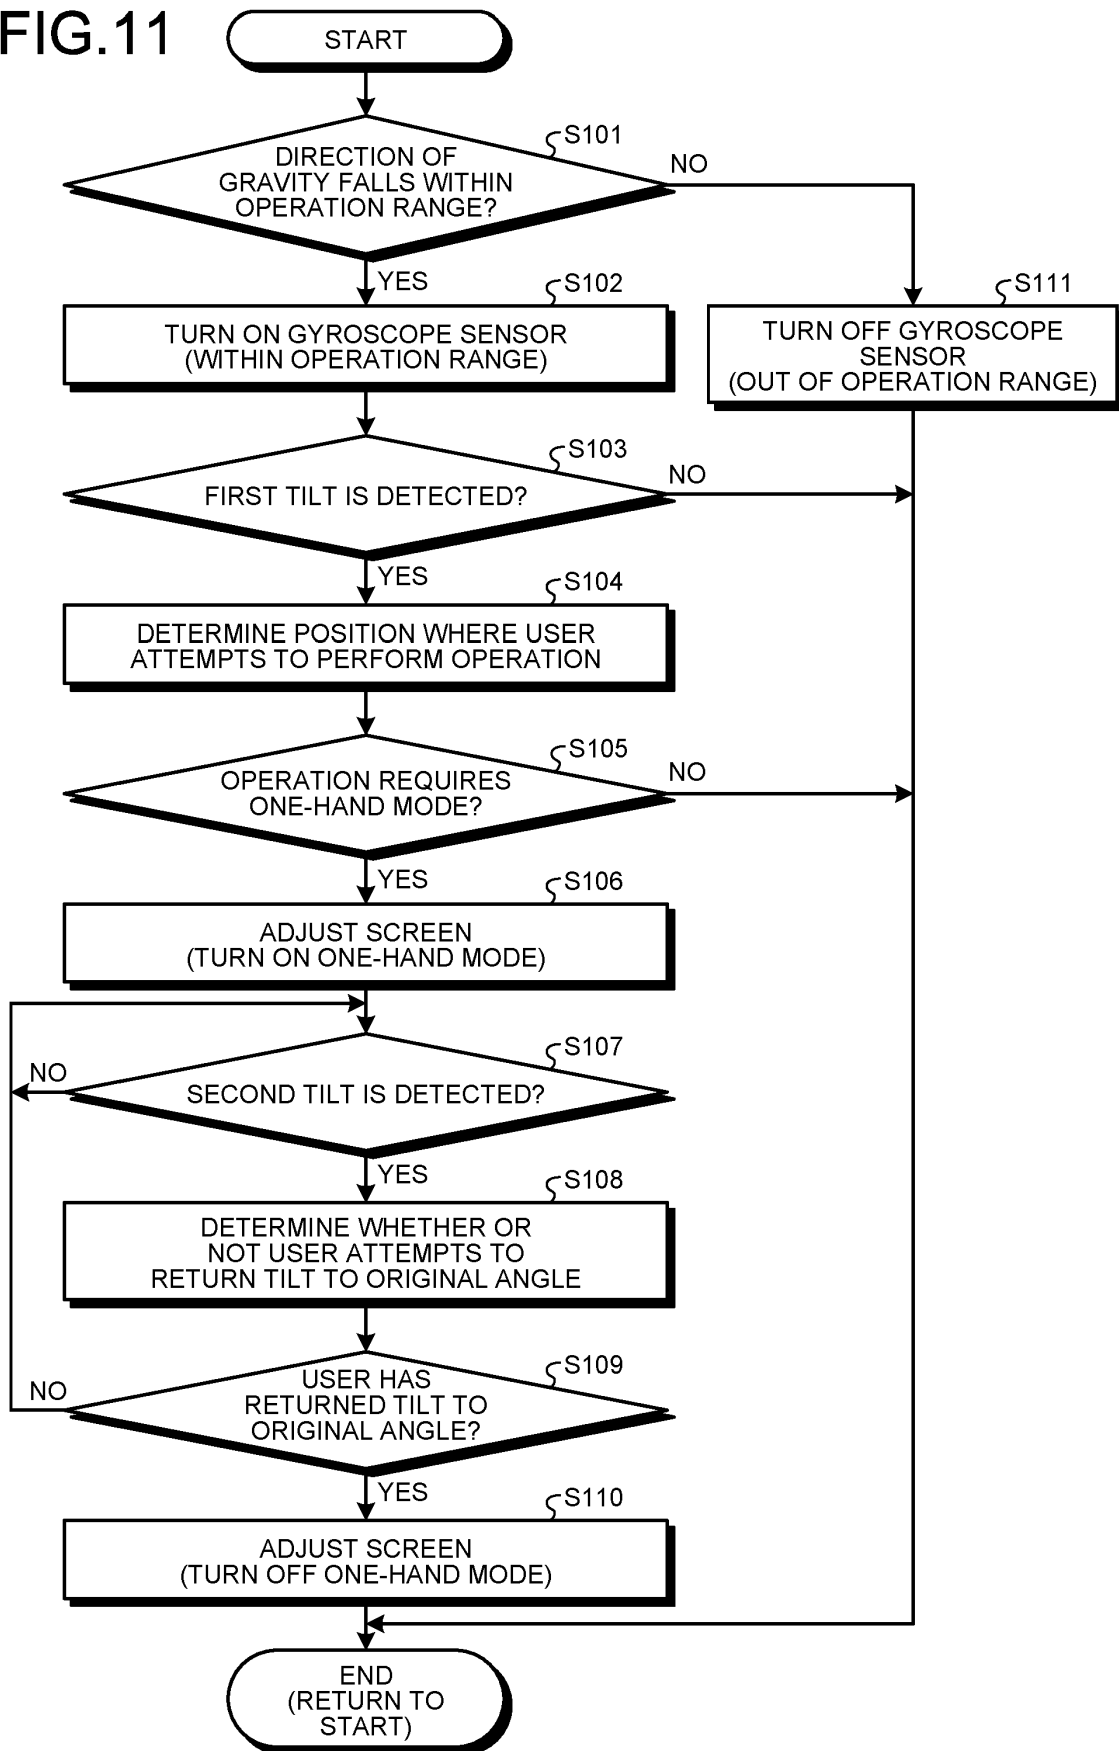 FIG.11
START
S101
DIRECTION OF
GRAVITY FALLS WITHIN
OPERATION RANGE?
NO
YES
S102
TURN ON GYROSCOPE SENSOR
(WITHIN OPERATION RANGE)
S111
TURN OFF GYROSCOPE
SENSOR
(OUT OF OPERATION RANGE)
S103
FIRST TILT IS DETECTED?
NO
YES
S104
DETERMINE POSITION WHERE USER
ATTEMPTS TO PERFORM OPERATION
S105
OPERATION REQUIRES
ONE-HAND MODE?
NO
YES
S106
ADJUST SCREEN
(TURN ON ONE-HAND MODE)
S107
NO
SECOND TILT IS DETECTED?
YES
S108
DETERMINE WHETHER OR
NOT USER ATTEMPTS TO
RETURN TILT TO ORIGINAL ANGLE
S109
NO
USER HAS
RETURNED TILT TO
ORIGINAL ANGLE?
YES
S110
ADJUST SCREEN
(TURN OFF ONE-HAND MODE)
END
(RETURN TO
START)